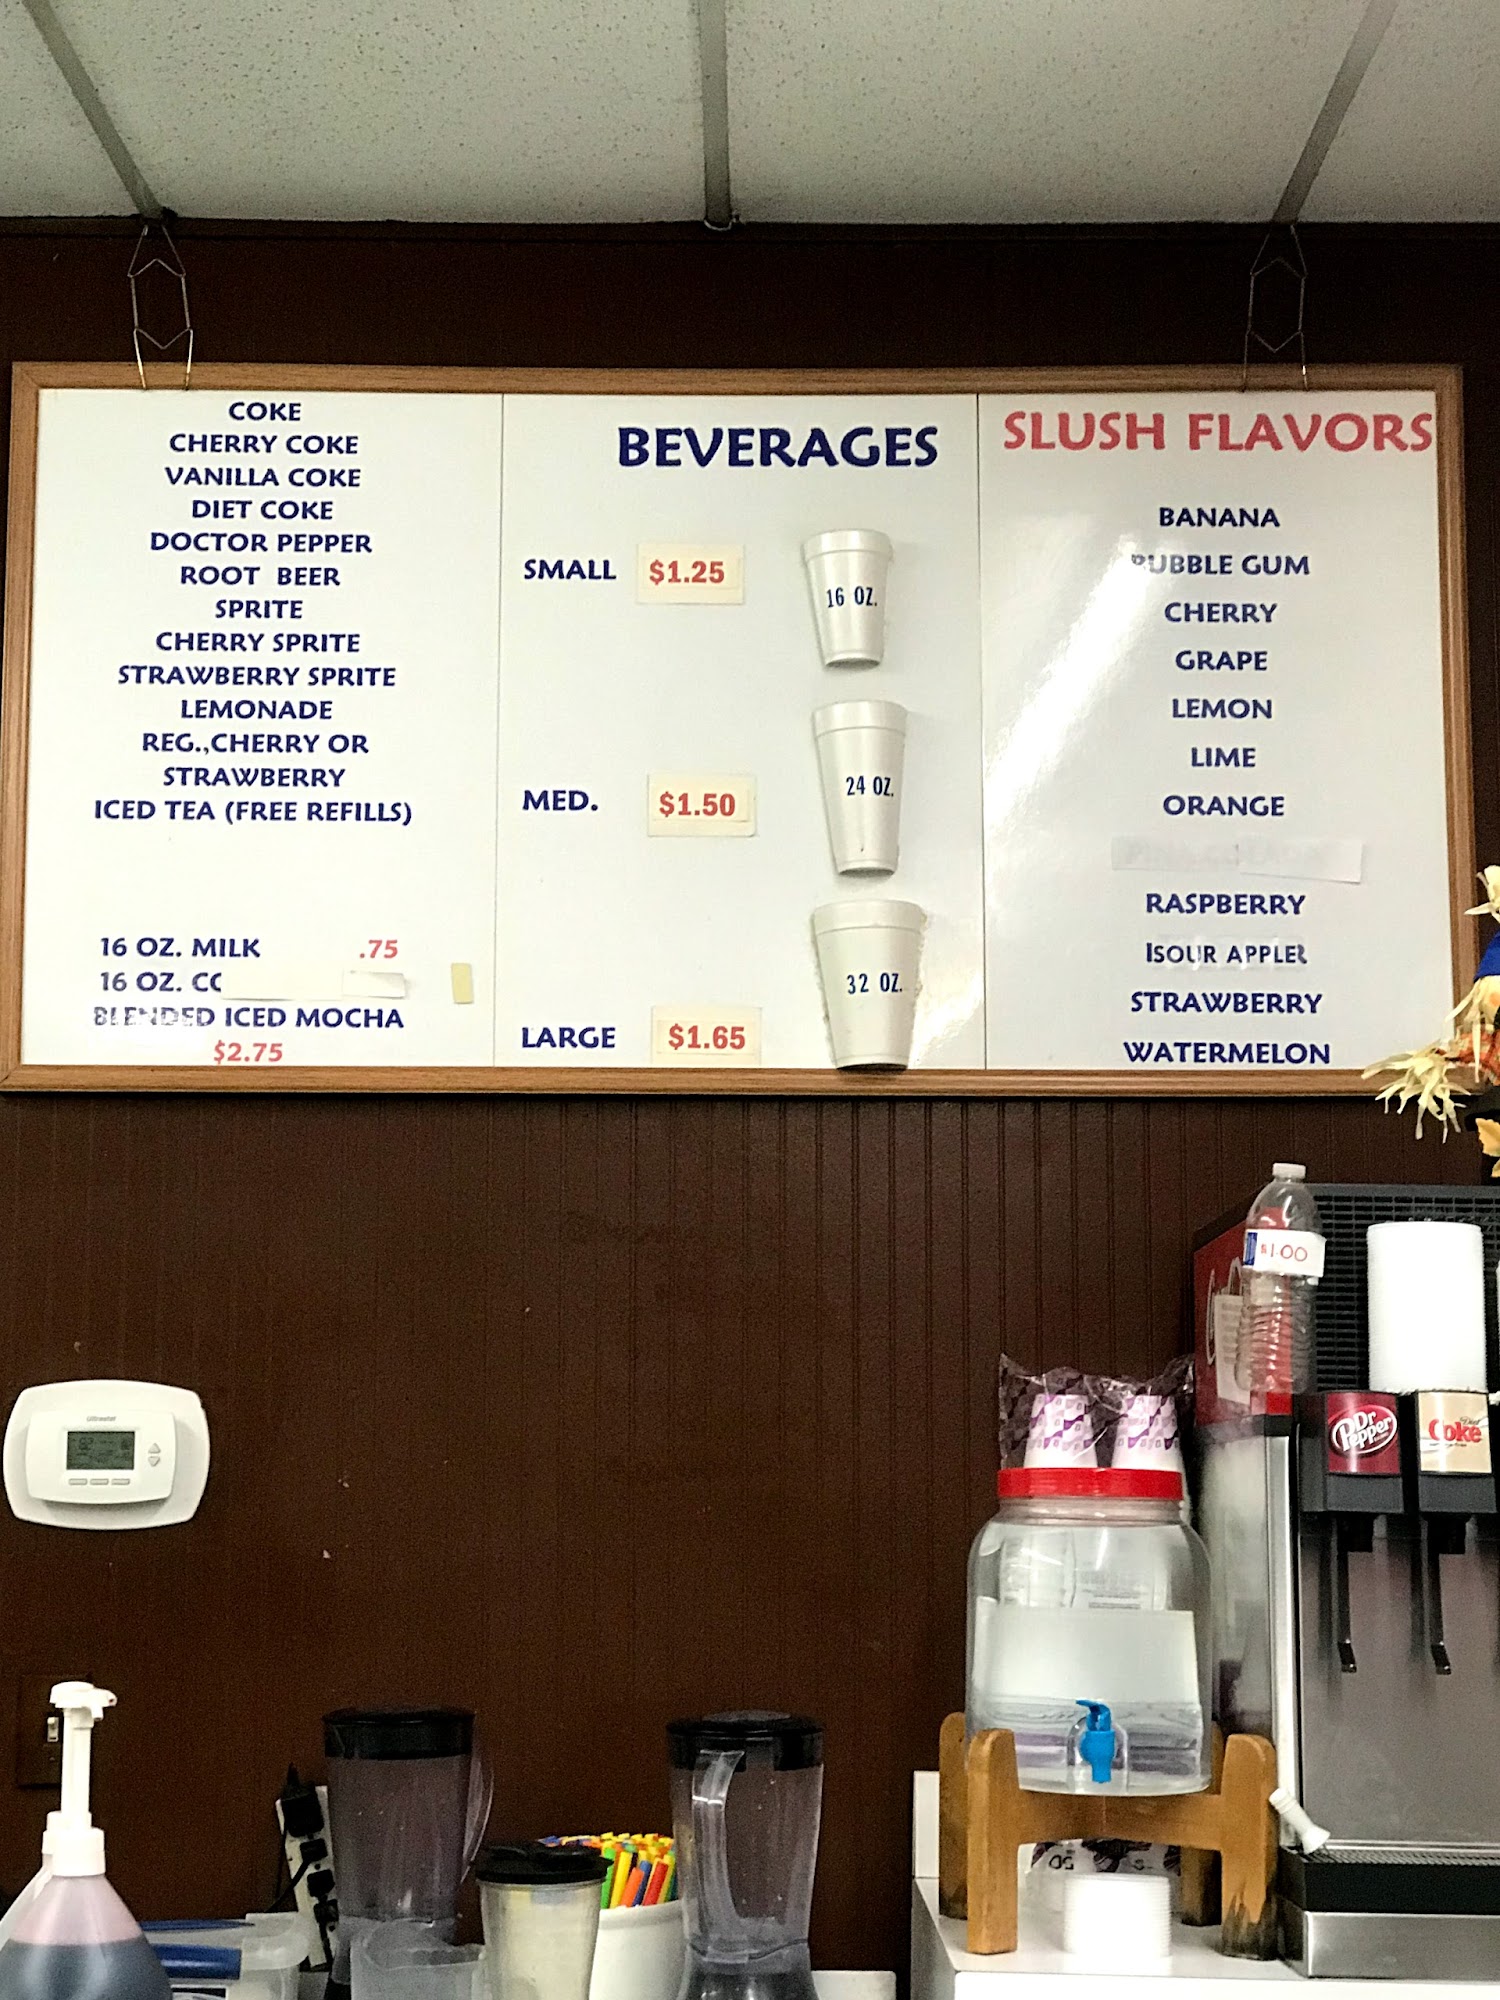 COKE
CHERRY COKE
VANILLA COKE
DIET COKE
DOCTOR PEPPER
ROOT BEER
SPRITE
CHERRY SPRITE
STRAWBERRY SPRITE
LEMONADE
REG.,CHERRY OR
STRAWBERRY
ICED TEA (FREE REFILLS)
16 OZ. MILK .75
16 OZ.
BLENDED ICED MOCHA
$2.75
BEVERAGES
SMALL $1.25 16 OZ.
MED. $1.50 24 OZ.
LARGE $1.65 32 OZ.
SLUSH FLAVORS
BANANA
BUBBLE GUM
CHERRY
GRAPE
LEMON
LIME
ORANGE
PINA COLADA
RASPBERRY
SOUR APPLE
STRAWBERRY
WATERMELON
$1.00
Dr Pepper
Diet Coke